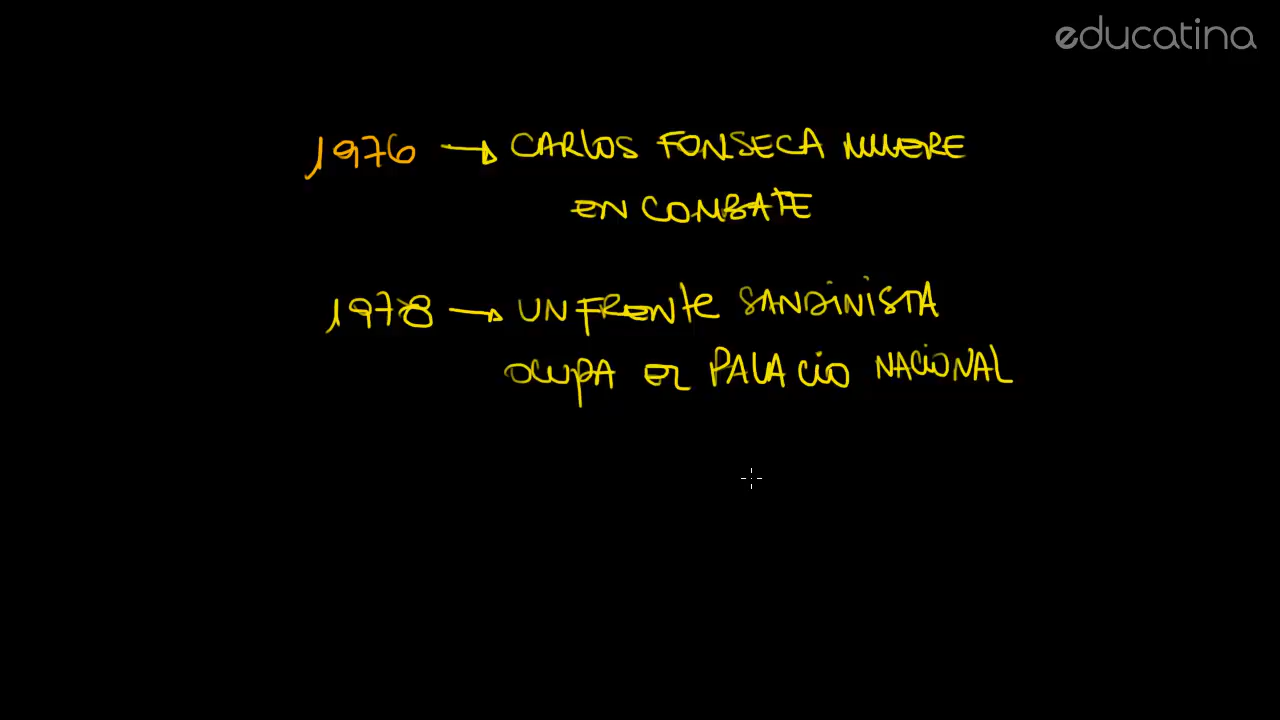 educatina
1976 → CARLOS FONSECA MUERE
EN COMBATE
1978 → UN FRENTE SANDINISTA
OCUPA EL PALACIO NACIONAL